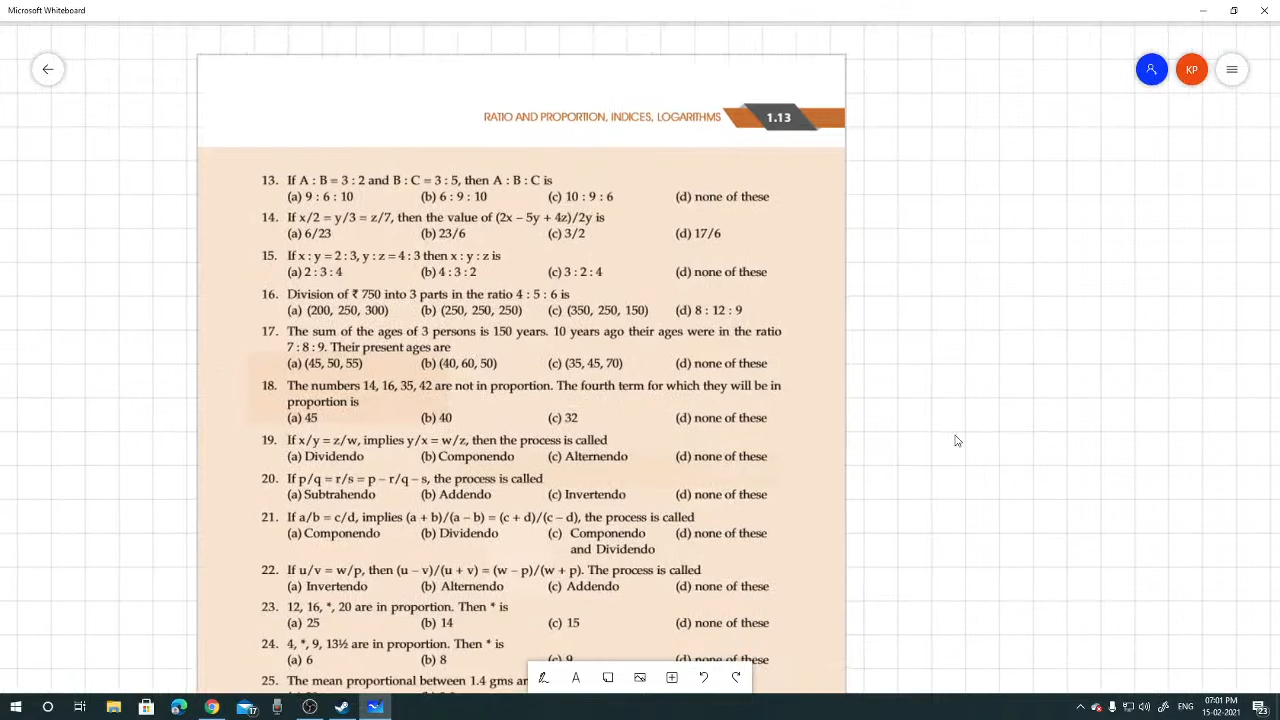 Microsoft Whiteboard
KP
RATIO AND PROPORTION, INDICES, LOGARITHMS 1.13
13. If A : B = 3 : 2 and B : C = 3 : 5, then A : B : C is
(a) 9 : 6 : 10 (b) 6 : 9 : 10 (c) 10 : 9 : 6 (d) none of these
14. If x/2 = y/3 = z/7, then the value of (2x – 5y + 4z)/2y is
(a) 6/23 (b) 23/6 (c) 3/2 (d) 17/6
15. If x : y = 2 : 3, y : z = 4 : 3 then x : y : z is
(a) 2 : 3 : 4 (b) 4 : 3 : 2 (c) 3 : 2 : 4 (d) none of these
16. Division of ₹ 750 into 3 parts in the ratio 4 : 5 : 6 is
(a) (200, 250, 300) (b) (250, 250, 250) (c) (350, 250, 150) (d) 8 : 12 : 9
17. The sum of the ages of 3 persons is 150 years. 10 years ago their ages were in the ratio
7 : 8 : 9. Their present ages are
(a) (45, 50, 55) (b) (40, 60, 50) (c) (35, 45, 70) (d) none of these
18. The numbers 14, 16, 35, 42 are not in proportion. The fourth term for which they will be in
proportion is
(a) 45 (b) 40 (c) 32 (d) none of these
19. If x/y = z/w, implies y/x = w/z, then the process is called
(a) Dividendo (b) Componendo (c) Alternendo (d) none of these
20. If p/q = r/s = p – r/q – s, the process is called
(a) Subtrahendo (b) Addendo (c) Invertendo (d) none of these
21. If a/b = c/d, implies (a + b)/(a – b) = (c + d)/(c – d), the process is called
(a) Componendo (b) Dividendo (c) Componendo (d) none of these
and Dividendo
22. If u/v = w/p, then (u – v)/(u + v) = (w – p)/(w + p). The process is called
(a) Invertendo (b) Alternendo (c) Addendo (d) none of these
23. 12, 16, *, 20 are in proportion. Then * is
(a) 25 (b) 14 (c) 15 (d) none of these
24. 4, *, 9, 13½ are in proportion. Then * is
(a) 6 (b) 8 (c) 9 (d) none of these
25. The mean proportional between 1.4 gms
ENG
07:01 PM
15-02-2021
23